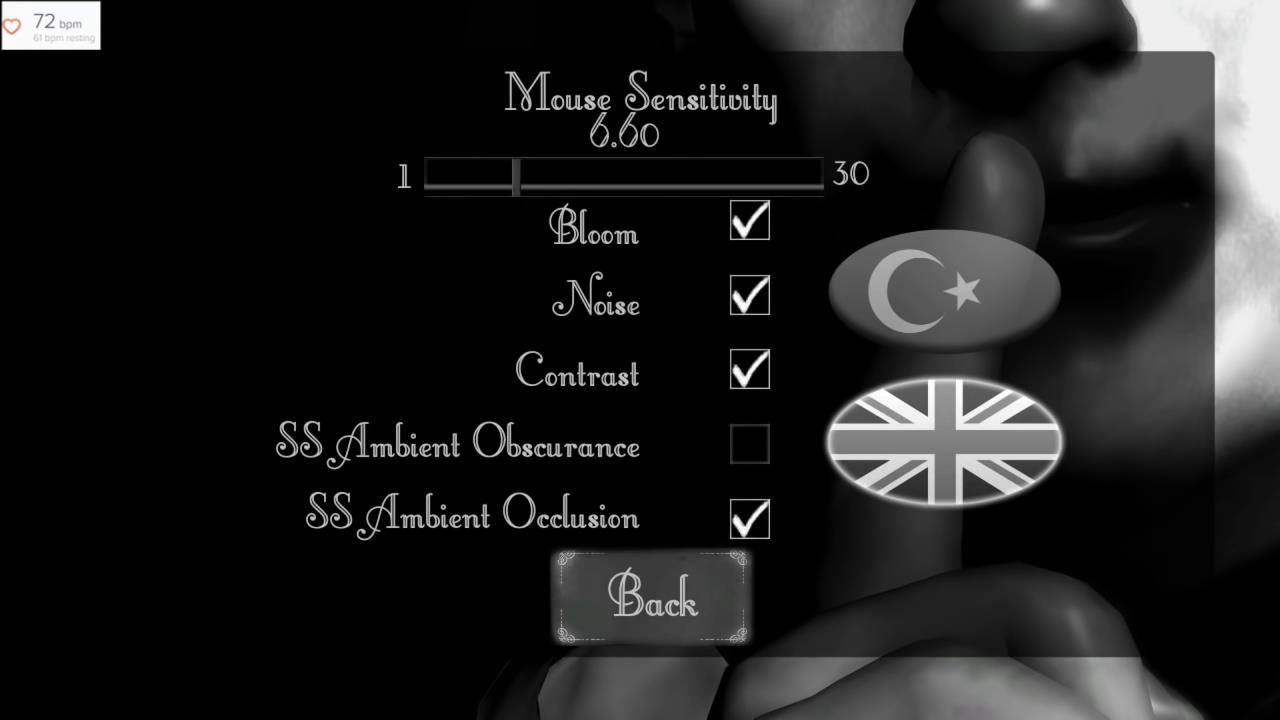 72 bpm
61 bpm resting
Mouse Sensitivity
6.60
1
30
Bloom
Noise
Contrast
SS Ambient Obscurance
SS Ambient Occlusion
Back